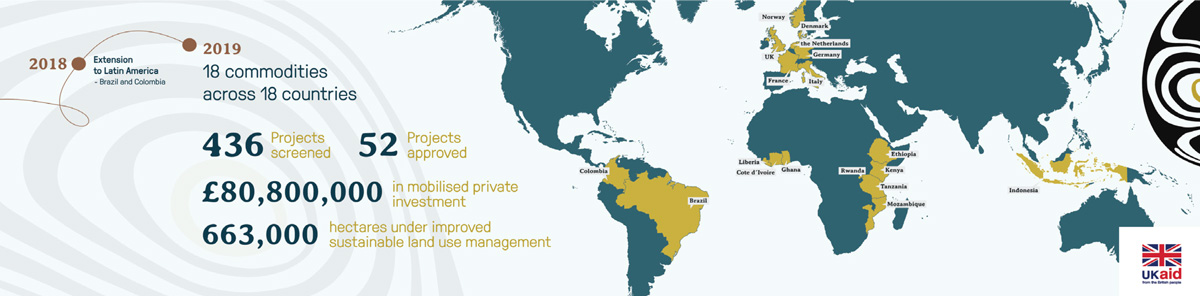 2018
Extension
to Latin America
- Brazil and Colombia
2019
18 commodities
across 18 countries
436 Projects
screened
52 Projects
approved
£80,800,000 in mobilised private
investment
663,000 hectares under improved
sustainable land use management
Norway
Denmark
the Netherlands
UK
Germany
France
Italy
Colombia
Brazil
Liberia
Cote d'Ivoire
Ghana
Ethiopia
Rwanda
Kenya
Tanzania
Mozambique
Indonesia
UKaid
from the British people